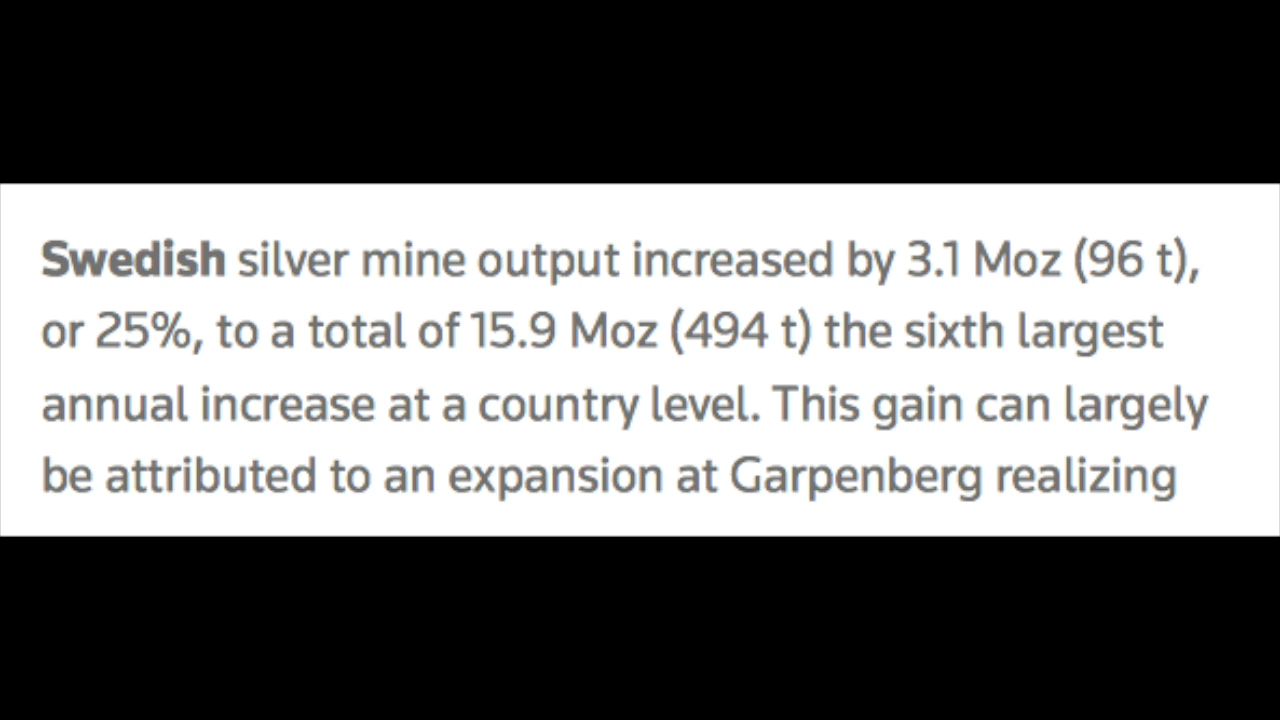 Swedish silver mine output increased by 3.1 Moz (96 t),
or 25%, to a total of 15.9 Moz (494 t) the sixth largest
annual increase at a country level. This gain can largely
be attributed to an expansion at Garpenberg realizing